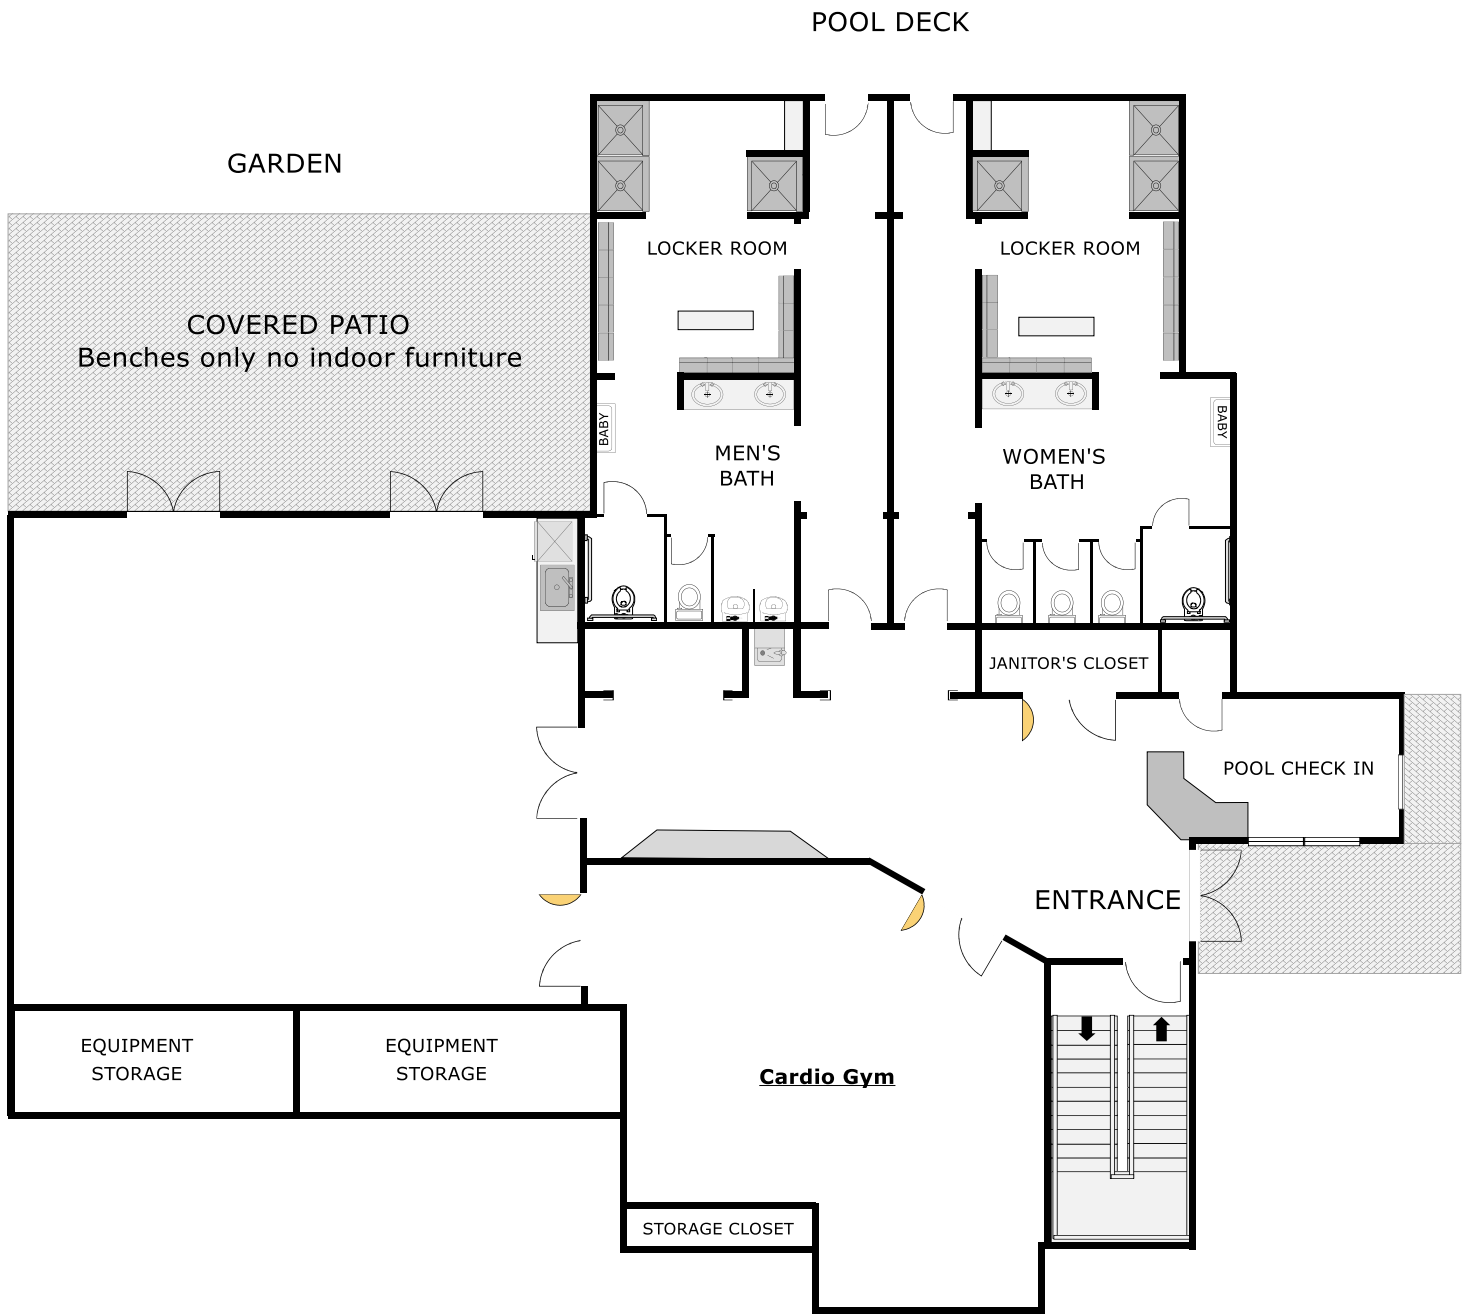 POOL DECK
GARDEN
LOCKER ROOM
LOCKER ROOM
COVERED PATIO
Benches only no indoor furniture
BABY
BABY
MEN'S
BATH
WOMEN'S
BATH
JANITOR'S CLOSET
POOL CHECK IN
ENTRANCE
EQUIPMENT
STORAGE
EQUIPMENT
STORAGE
Cardio Gym
STORAGE CLOSET